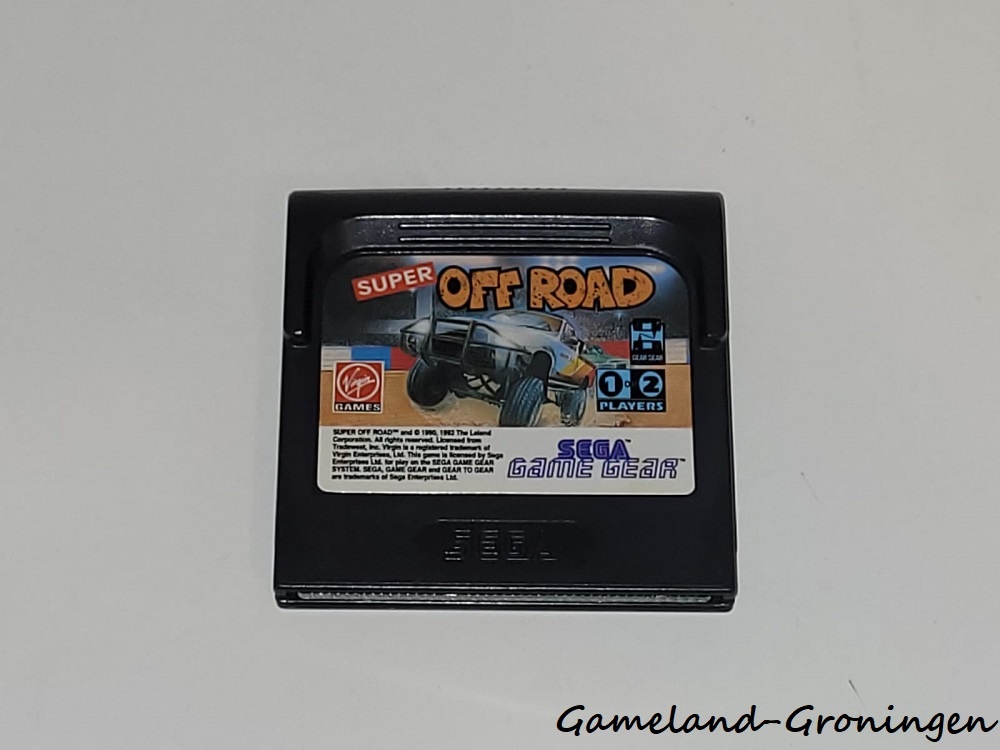 SUPER OFF ROAD
GEAR GEAR
1 OR 2
PLAYERS
Virgin
GAMES
SUPER OFF ROAD™ and © 1990, 1993 The Leland
Corporation. All rights reserved. Licensed from
Tradewest, Inc. Virgin is a registered trademark of
Virgin Enterprises, Ltd. This game is licensed by Sega
Enterprises Ltd. for play on the SEGA GAME GEAR
SYSTEM. SEGA, GAME GEAR and GEAR TO GEAR
are trademarks of Sega Enterprises Ltd.
SEGA™
GAME GEAR™
SEGA
Gameland-Groningen